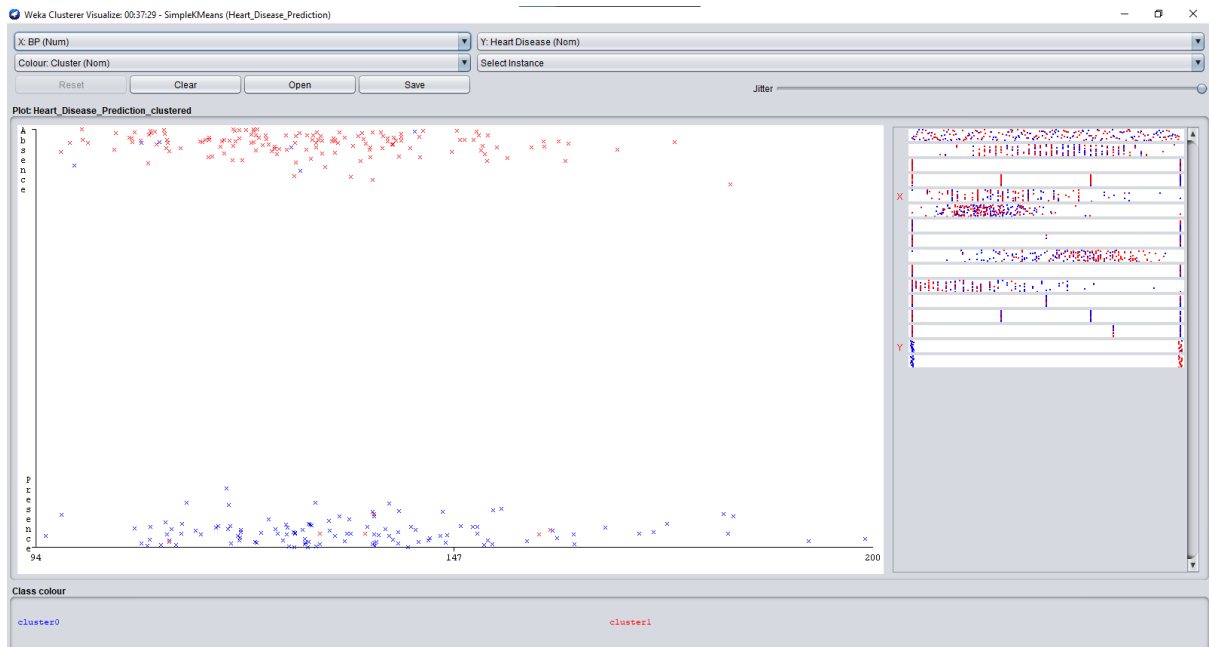 Weka Clusterer Visualize: 00:37:29 - SimpleKMeans (Heart_Disease_Prediction)
X: BP (Num)
Y: Heart Disease (Nom)
Colour: Cluster (Nom)
Select Instance
Reset
Clear
Open
Save
Jitter
Plot: Heart_Disease_Prediction_clustered
Absence
Presence
94
147
200
X
Y
Class colour
cluster0
cluster1